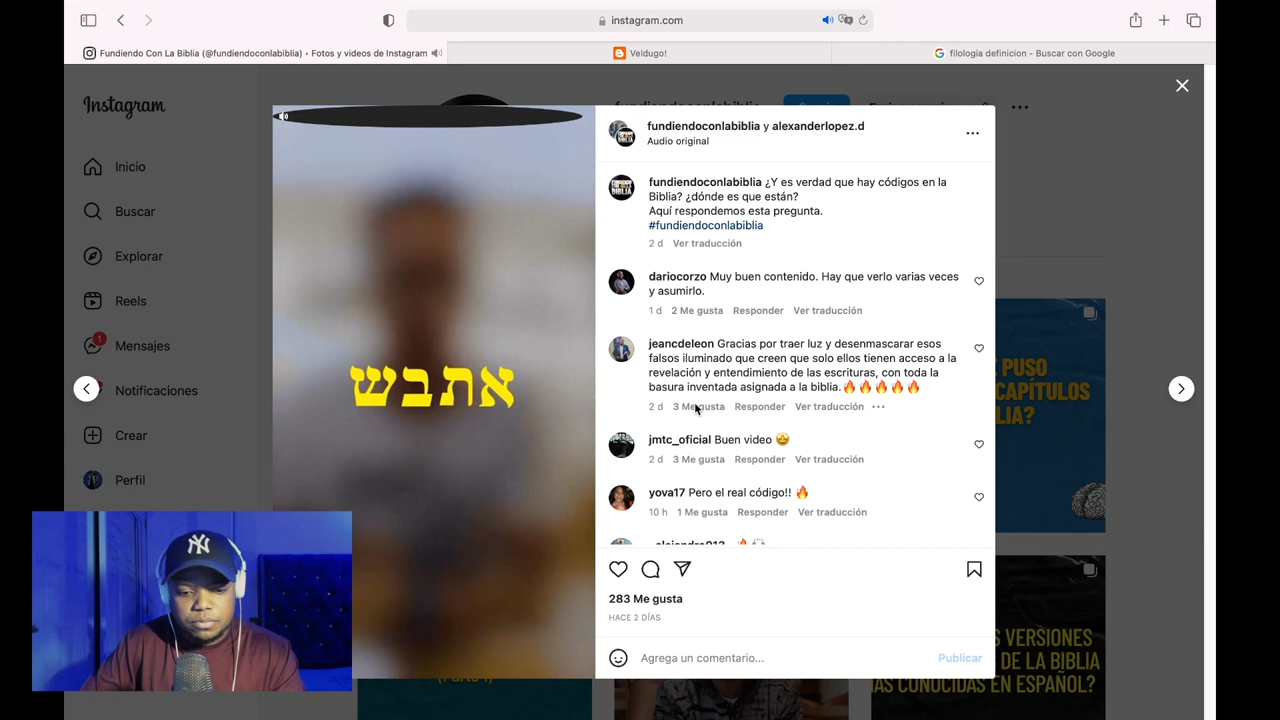 instagram.com
Fundiendo Con La Biblia (@fundiendoconlabiblia) • Fotos y videos de Instagram
Veldugo!
filologia definicion - Buscar con Google
Instagram
Inicio
Buscar
Explorar
Reels
1
Mensajes
Notificaciones
Crear
Perfil
אתבש
fundiendoconlabiblia y alexanderlopez.d
Audio original
fundiendoconlabiblia ¿Y es verdad que hay códigos en la
Biblia? ¿dónde es que están?
Aquí respondemos esta pregunta.
#fundiendoconlabiblia
2 d Ver traducción
dariocorzo Muy buen contenido. Hay que verlo varias veces
y asumirlo.
1 d 2 Me gusta Responder Ver traducción
jeancdeleon Gracias por traer luz y desenmascarar esos
falsos iluminado que creen que solo ellos tienen acceso a la
revelación y entendimiento de las escrituras, con toda la
basura inventada asignada a la biblia.🔥🔥🔥🔥🔥
2 d 3 Me gusta Responder Ver traducción
jmtc_oficial Buen video 🤩
2 d 3 Me gusta Responder Ver traducción
yova17 Pero el real código!! 🔥
10 h 1 Me gusta Responder Ver traducción
283 Me gusta
HACE 2 DÍAS
Agrega un comentario...
Publicar
PUSO
CAPÍTULOS
VERSIONES
DE LA BIBLIA
CONOCIDAS EN ESPAÑOL?
NY